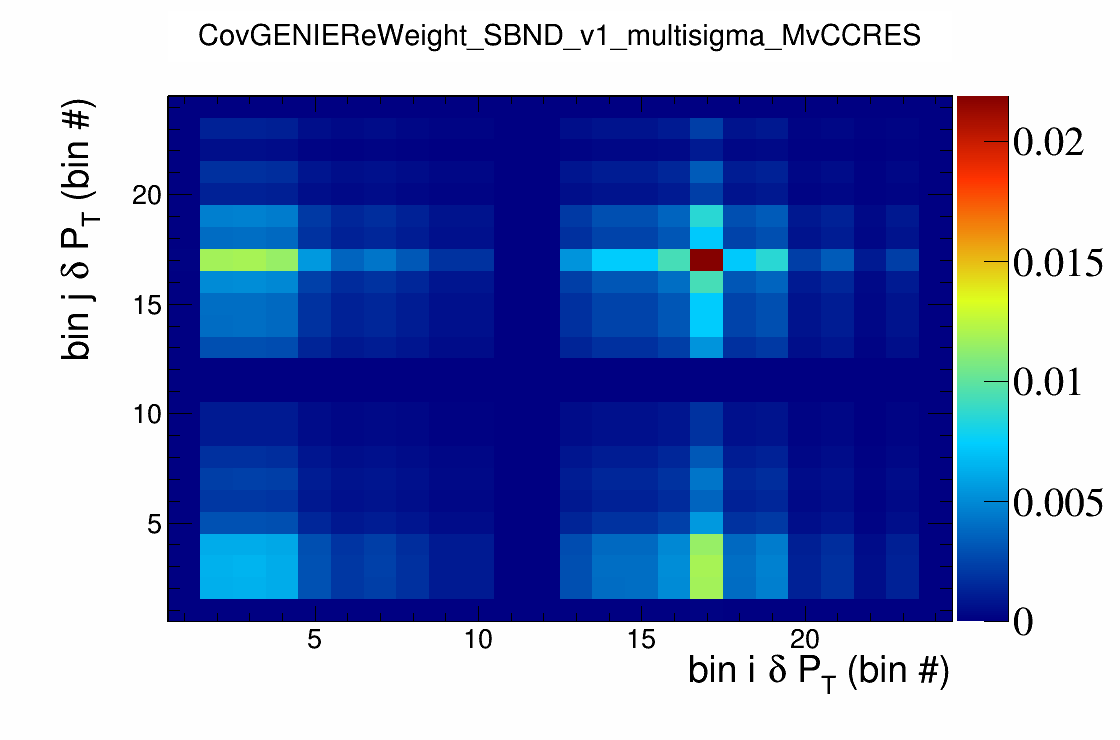 CovGENIEReWeight_SBND_v1_multisigma_MvCCRES
bin j δ P_T (bin #)
20
15
10
5
5 10 15 20
bin i δ P_T (bin #)
0.02
0.015
0.01
0.005
0